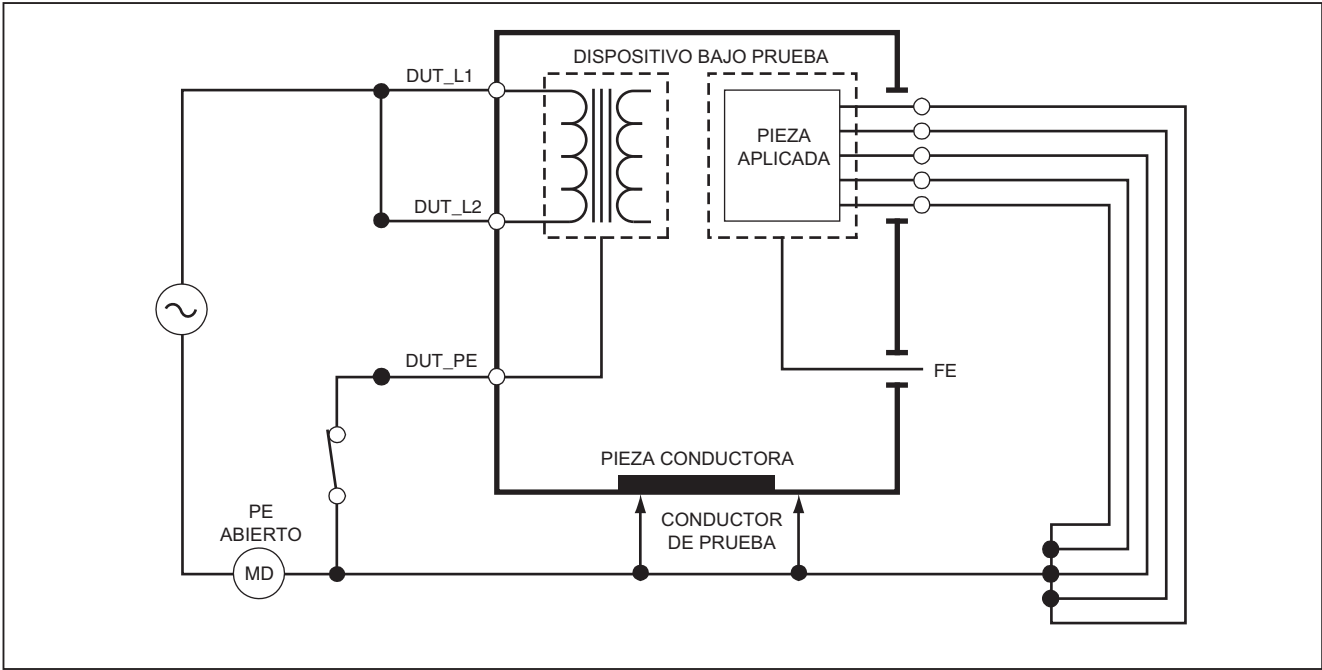 DISPOSITIVO BAJO PRUEBA
DUT_L1
PIEZA
APLICADA
DUT_L2
DUT_PE
FE
PIEZA CONDUCTORA
PE
ABIERTO
CONDUCTOR
DE PRUEBA
MD